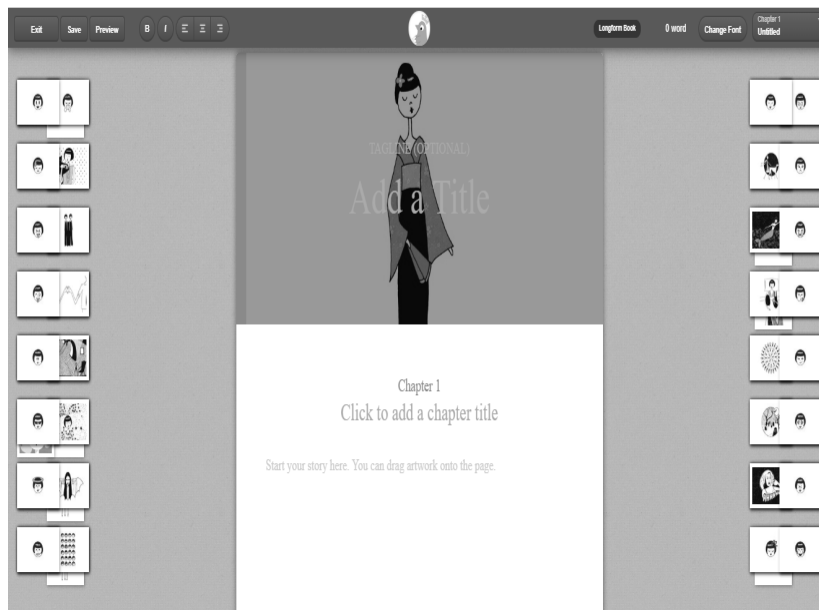 Exit Save Preview B I Longform Book 0 word Change Font Chapter 1
Untitled
TAGLINE (OPTIONAL)
Add a Title
Chapter 1
Click to add a chapter title
Start your story here. You can drag artwork onto the page.